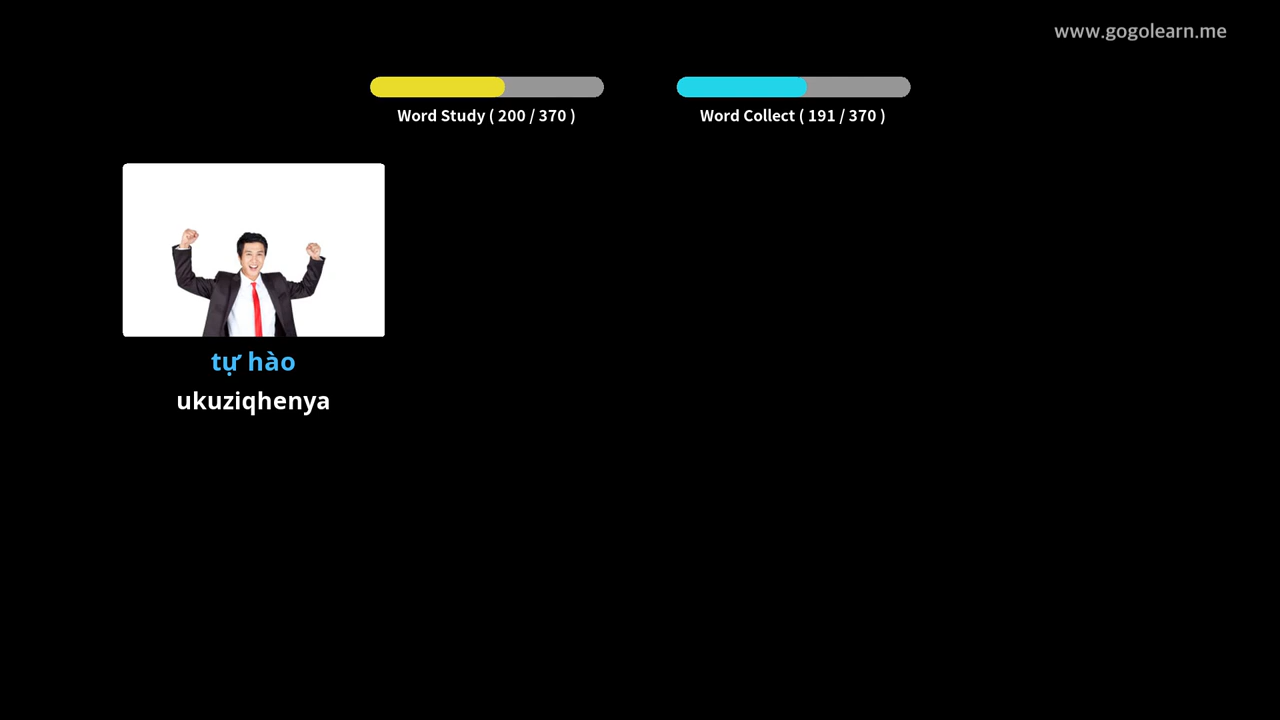 www.gogolearn.me
Word Study ( 200 / 370 )
Word Collect ( 191 / 370 )
tự hào
ukuziqhenya